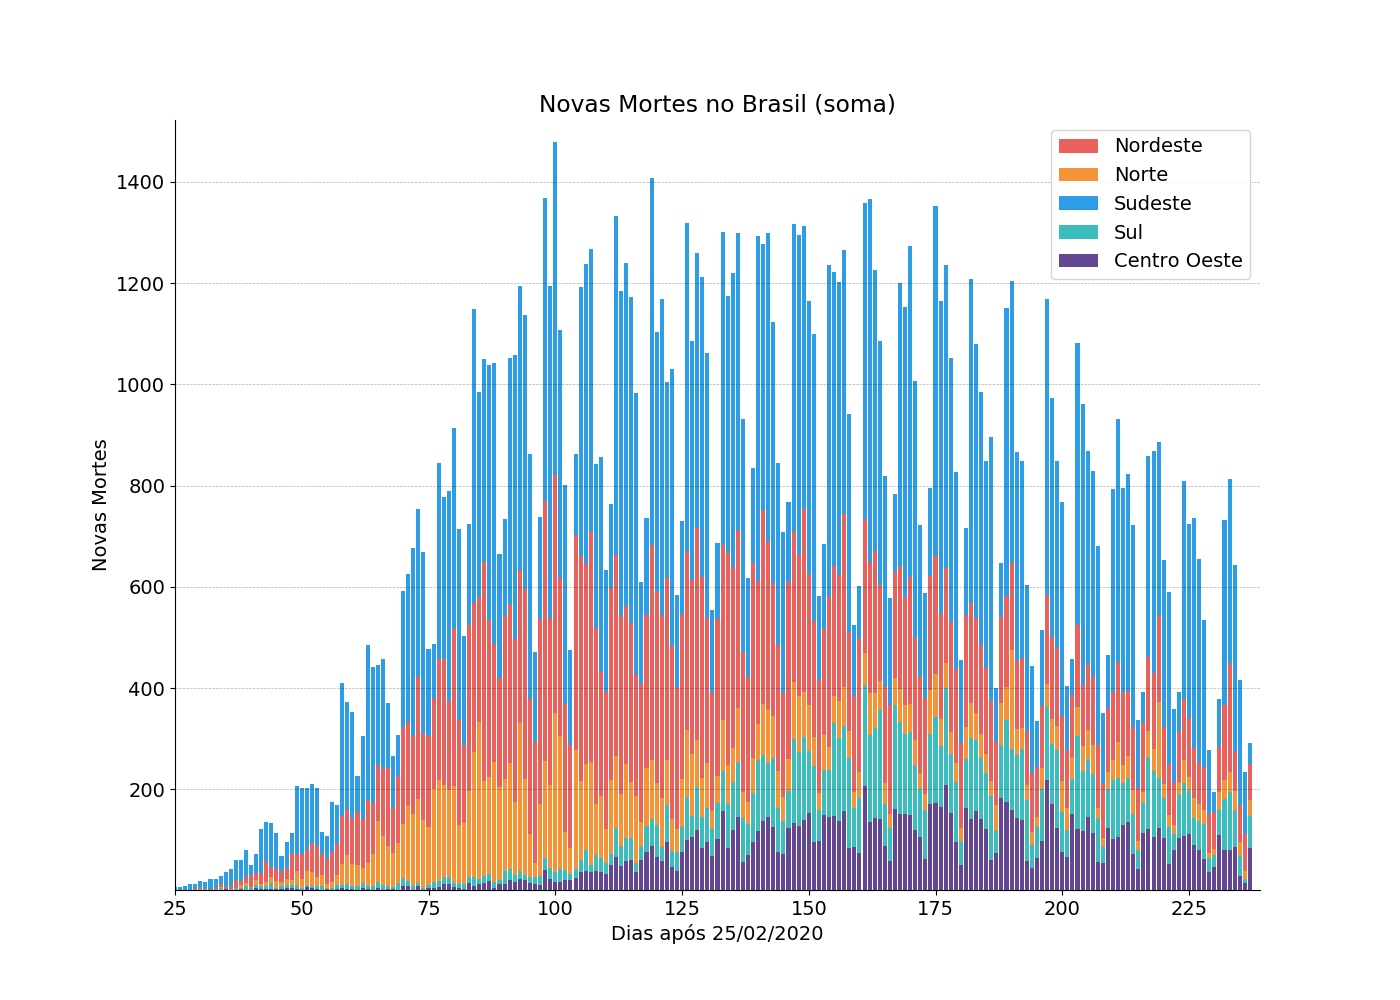 Novas Mortes no Brasil (soma)
Nordeste
Norte
Sudeste
Sul
Centro Oeste
Novas Mortes
1400
1200
1000
800
600
400
200
25 50 75 100 125 150 175 200 225
Dias após 25/02/2020